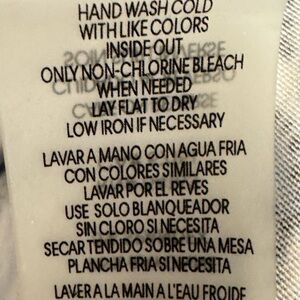 HAND WASH COLD
WITH LIKE COLORS
INSIDE OUT
ONLY NON-CHLORINE BLEACH
WHEN NEEDED
LAY FLAT TO DRY
LOW IRON IF NECESSARY
LAVAR A MANO CON AGUA FRIA
CON COLORES SIMILARES
LAVAR POR EL REVES
USE SOLO BLANQUEADOR
SIN CLORO SI NECESITA
SECAR TENDIDO SOBRE UNA MESA
PLANCHA FRIA SI NECESITA
LAVER A LA MAIN A L'EAU FROIDE